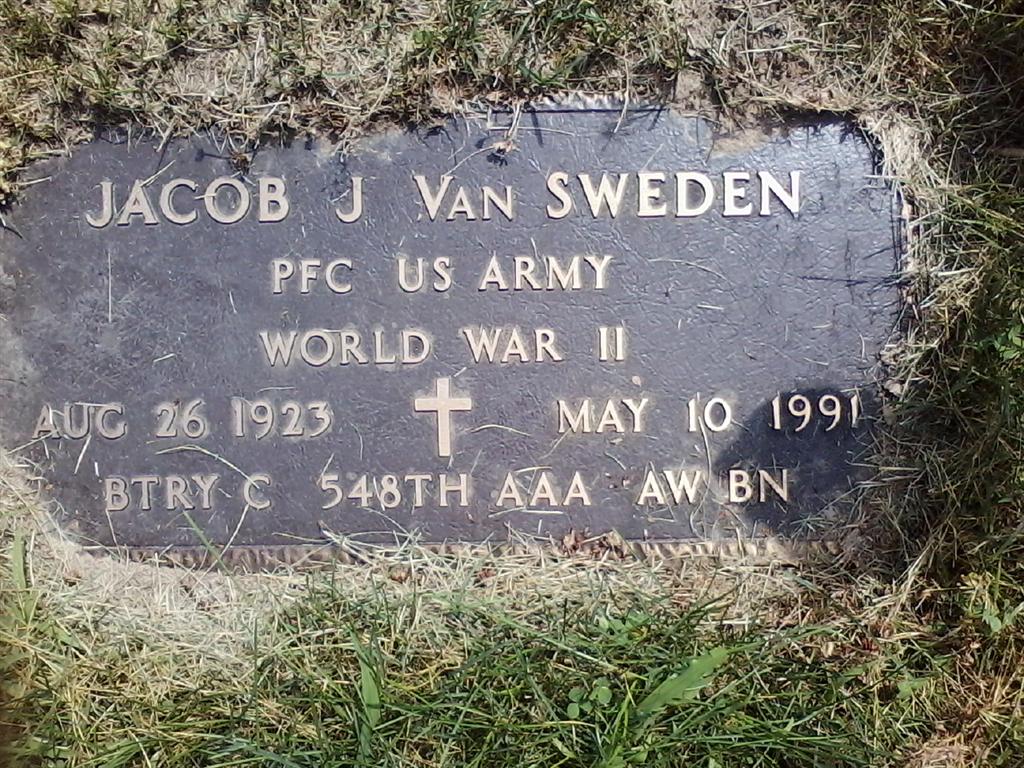 JACOB J VAN SWEDEN
PFC US ARMY
WORLD WAR II
AUG 26 1923 MAY 10 1991
BTRY C 548TH AAA AW BN